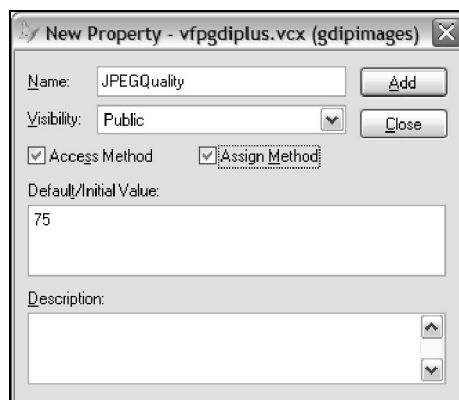 New Property - vfpgdiplus.vcx (gdipimages)
Name: JPEGQuality Add
Visibility: Public Close
Access Method Assign Method
Default/Initial Value:
75
Description: